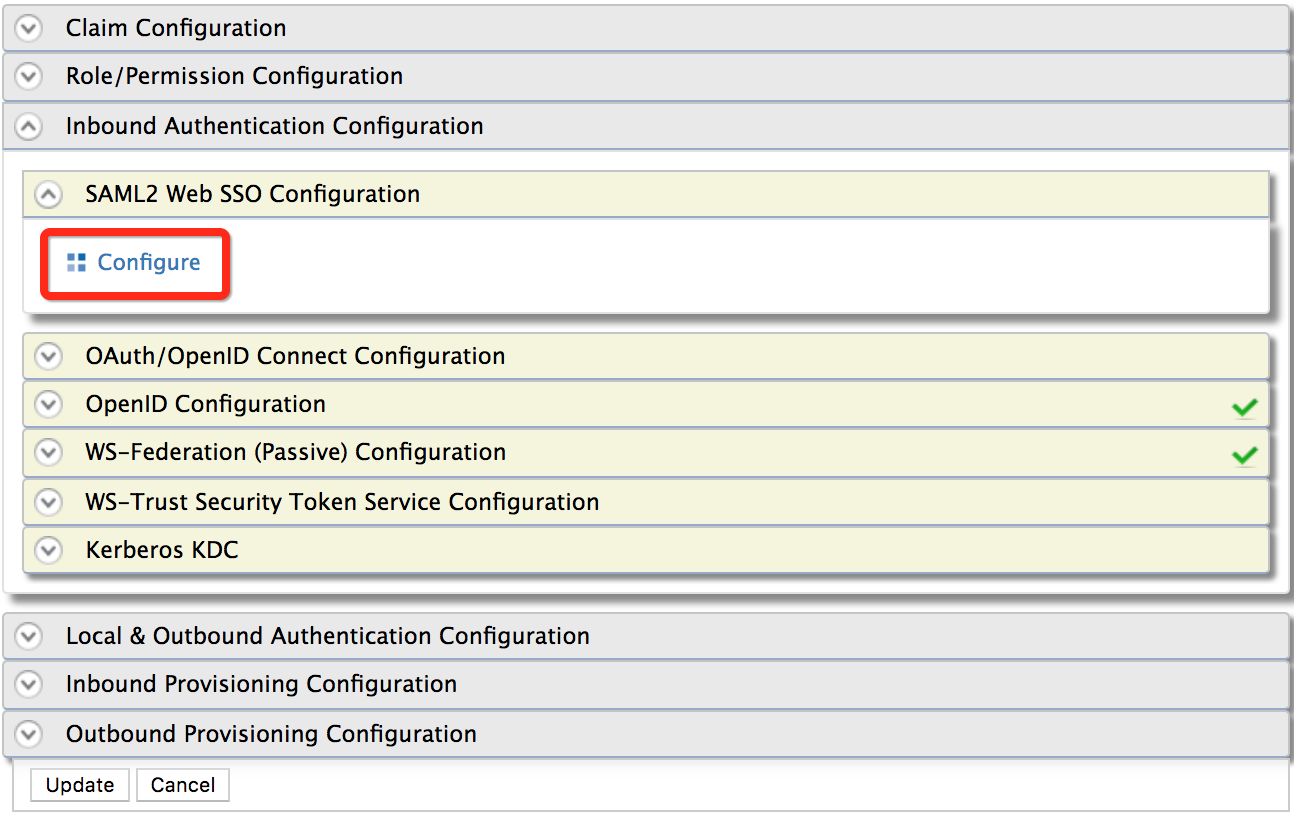 Claim Configuration
Role/Permission Configuration
Inbound Authentication Configuration
SAML2 Web SSO Configuration
Configure
OAuth/OpenID Connect Configuration
OpenID Configuration
WS-Federation (Passive) Configuration
WS-Trust Security Token Service Configuration
Kerberos KDC
Local & Outbound Authentication Configuration
Inbound Provisioning Configuration
Outbound Provisioning Configuration
Update Cancel